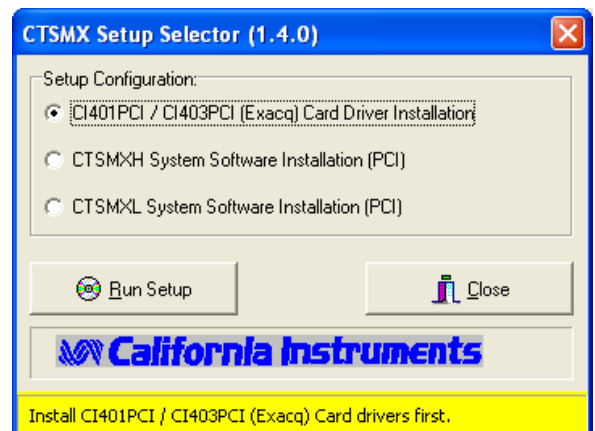 CTSMX Setup Selector (1.4.0)
Setup Configuration:
CI401PCI / CI403PCI (Exacq) Card Driver Installation
CTSMXH System Software Installation (PCI)
CTSMXL System Software Installation (PCI)
Run Setup
Close
California Instruments
Install CI401PCI / CI403PCI (Exacq) Card drivers first.